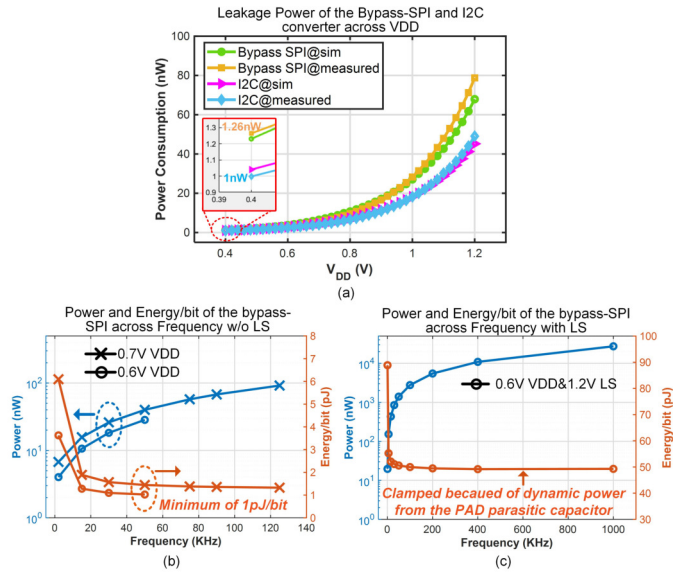 Leakage Power of the Bypass-SPI and I2C
converter across VDD
Power Consumption (nW)
100
80
60
40
20
0
Bypass SPI@sim
Bypass SPI@measured
I2C@sim
I2C@measured
1.3
1.2
1.1
1
0.9
1.26nW
1nW
0.39
0.4
0.4
0.6
0.8
1
1.2
VDD (V)
(a)
Power and Energy/bit of the bypass-
SPI across Frequency w/o LS
Power (nW)
10^2
10^1
10^0
0.7V VDD
0.6V VDD
Minimum of 1pJ/bit
8
7
6
5
4
3
2
1
0
Energy/bit (pJ)
0
20
40
60
80
100
120
140
Frequency (KHz)
(b)
Power and Energy/bit of the bypass-SPI
across Frequency with LS
Power (nW)
10^4
10^3
10^2
10^1
10^0
0.6V VDD&1.2V LS
Clamped becaued of dynamic power
from the PAD parasitic capacitor
100
90
80
70
60
50
40
30
Energy/bit (pJ)
0
200
400
600
800
1000
Frequency (KHz)
(c)